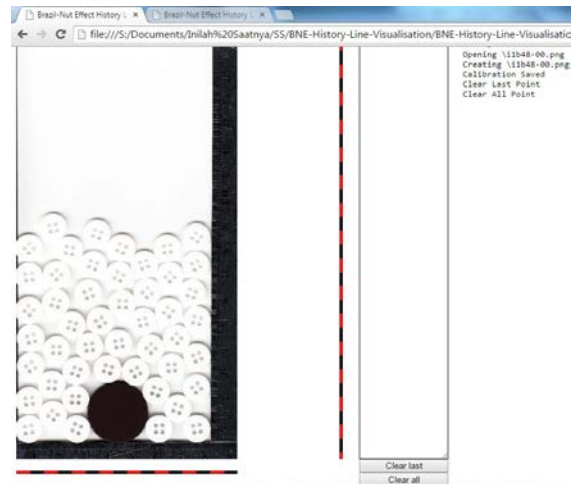 Brazil-Nut Effect History L
Brazil-Nut Effect History L
file:///S:/Documents/Inilah%20Saatnya/SS/BNE-History-Line-Visualisation/BNE-History-Line-Visualisatio
Opening \i1b48-00.png
Creating \i1b48-00.png;
Calibration Saved
Clear Last Point
Clear All Point
Clear last
Clear all